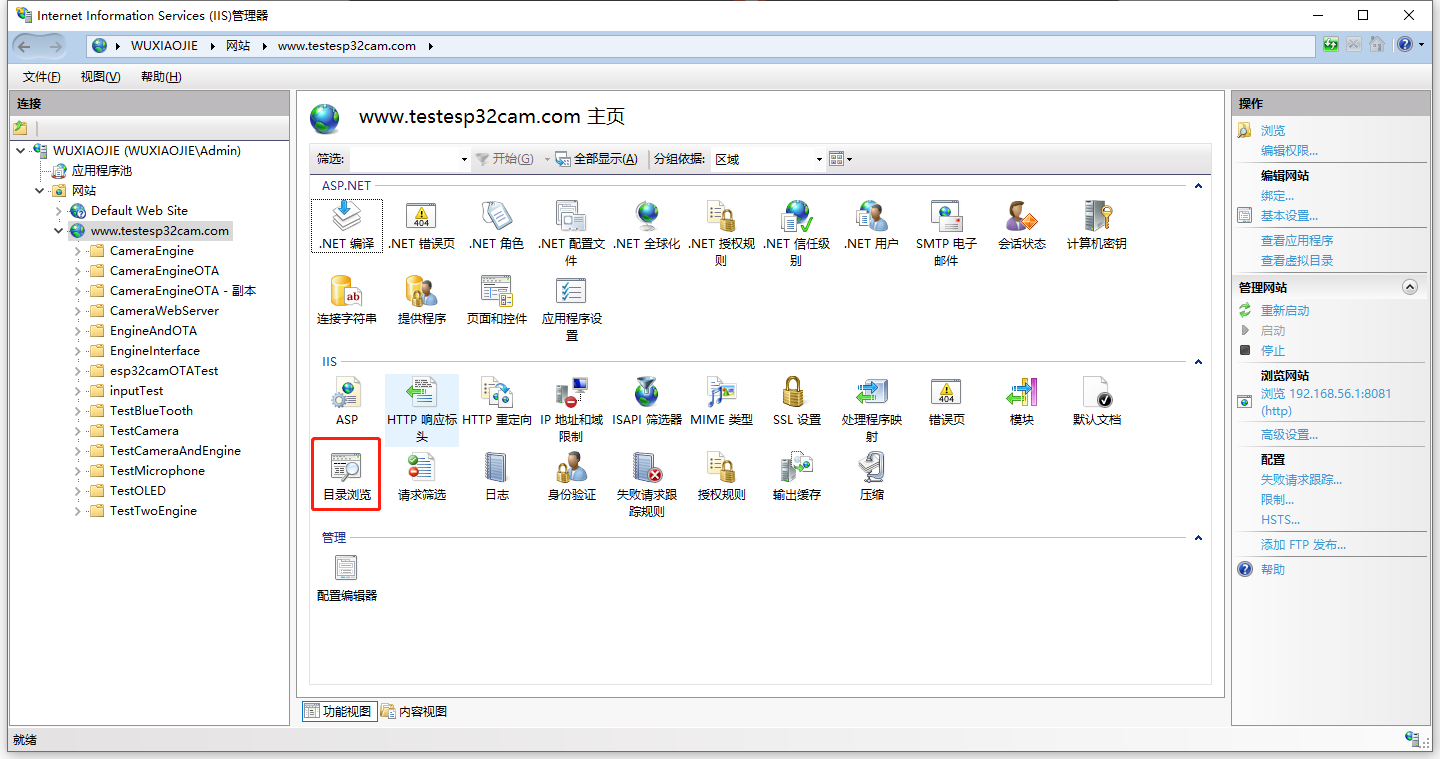 Internet Information Services (IIS)管理器
WUXIAOJIE 网站 www.testesp32cam.com
文件(F) 视图(V) 帮助(H)
连接
WUXIAOJIE (WUXIAOJIE\Admin)
应用程序池
网站
Default Web Site
www.testesp32cam.com
CameraEngine
CameraEngineOTA
CameraEngineOTA - 副本
CameraWebServer
EngineAndOTA
EngineInterface
esp32camOTATest
inputTest
TestBlueTooth
TestCamera
TestCameraAndEngine
TestMicrophone
TestOLED
TestTwoEngine
www.testesp32cam.com 主页
筛选: 开始(G) 全部显示(A) 分组依据: 区域
ASP.NET
.NET 编译 404 .NET 错误页 .NET 角色 .NET 配置文 .NET 全球化 .NET 授权规 .NET 信任级 .NET 用户 SMTP 电子 会话状态 计算机密钥
件 则 别 邮件
ab
连接字符串 提供程序 页面和控件 应用程序设
置
IIS
404
ASP HTTP 响应标 HTTP 重定向 IP 地址和域 ISAPI 筛选器 MIME 类型 SSL 设置 处理程序映 错误页 模块 默认文档
头 限制 射
目录浏览 请求筛选 日志 身份验证 失败请求跟 授权规则 输出缓存 压缩
踪规则
管理
配置编辑器
功能视图 内容视图
操作
浏览
编辑权限...
编辑网站
绑定...
基本设置...
查看应用程序
查看虚拟目录
管理网站
重新启动
启动
停止
浏览网站
浏览 192.168.56.1:8081
(http)
高级设置...
配置
失败请求跟踪...
限制...
HSTS...
添加 FTP 发布...
帮助
就绪